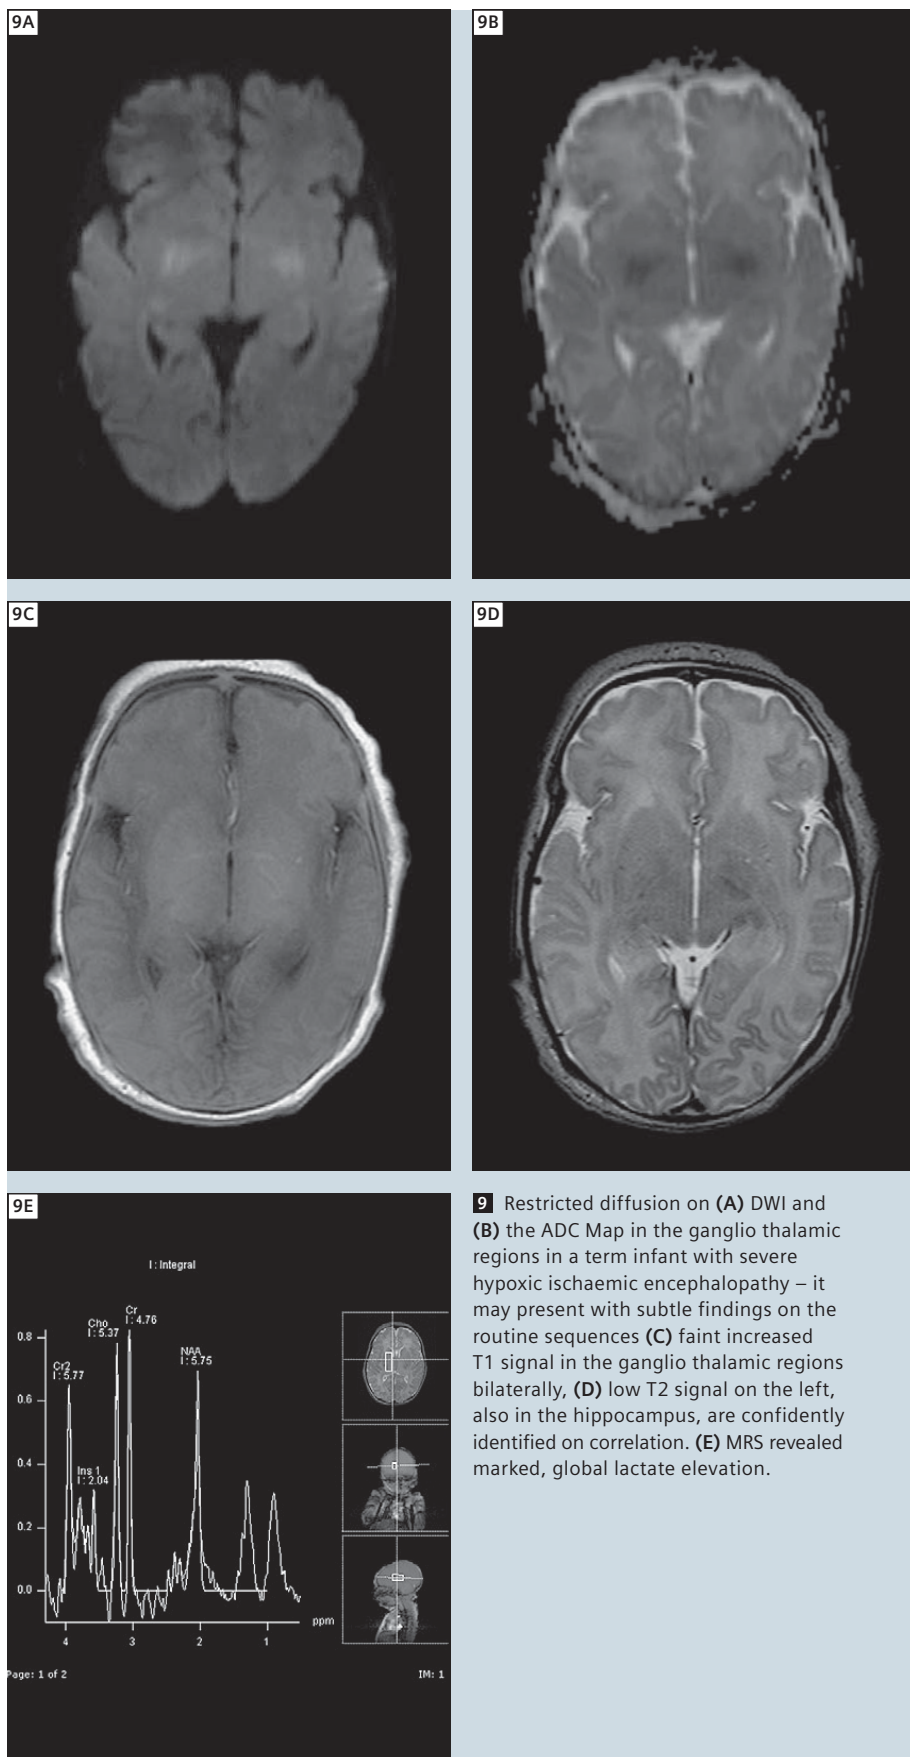 9A
9B
9C
9D
9E
I : Integral
Cr
I : 4.76
Cho
I : 5.37
NAA
I : 5.75
Cr2
I : 5.77
Ins 1
I : 2.04
0.8
0.6
0.4
0.2
0.0
ppm
4 3 2 1
Page: 1 of 2
IM: 1
9 Restricted diffusion on (A) DWI and
(B) the ADC Map in the ganglio thalamic
regions in a term infant with severe
hypoxic ischaemic encephalopathy – it
may present with subtle findings on the
routine sequences (C) faint increased
T1 signal in the ganglio thalamic regions
bilaterally, (D) low T2 signal on the left,
also in the hippocampus, are confidently
identified on correlation. (E) MRS revealed
marked, global lactate elevation.